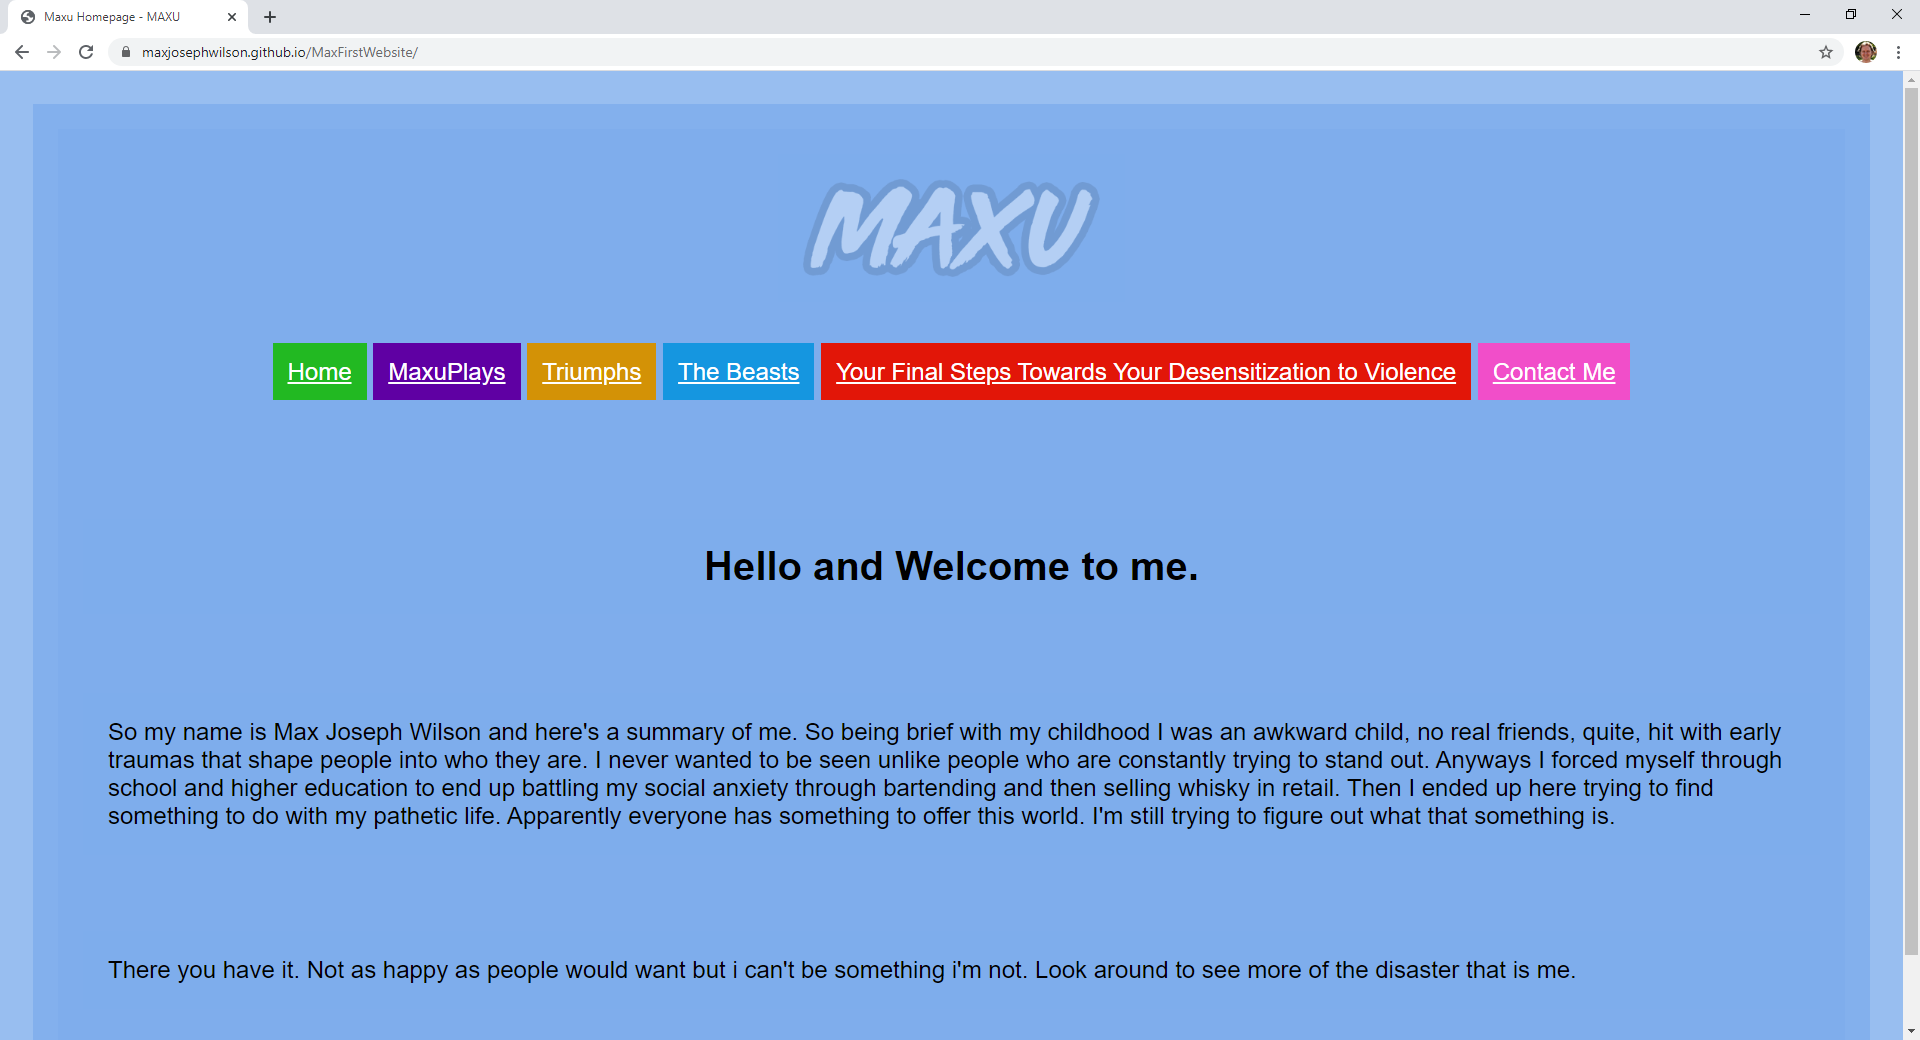 Maxu Homepage - MAXU
maxjosephwilson.github.io/MaxFirstWebsite/
MAXU
Home MaxuPlays Triumphs The Beasts Your Final Steps Towards Your Desensitization to Violence Contact Me
Hello and Welcome to me.
So my name is Max Joseph Wilson and here's a summary of me. So being brief with my childhood I was an awkward child, no real friends, quite, hit with early
traumas that shape people into who they are. I never wanted to be seen unlike people who are constantly trying to stand out. Anyways I forced myself through
school and higher education to end up battling my social anxiety through bartending and then selling whisky in retail. Then I ended up here trying to find
something to do with my pathetic life. Apparently everyone has something to offer this world. I'm still trying to figure out what that something is.
There you have it. Not as happy as people would want but i can't be something i'm not. Look around to see more of the disaster that is me.